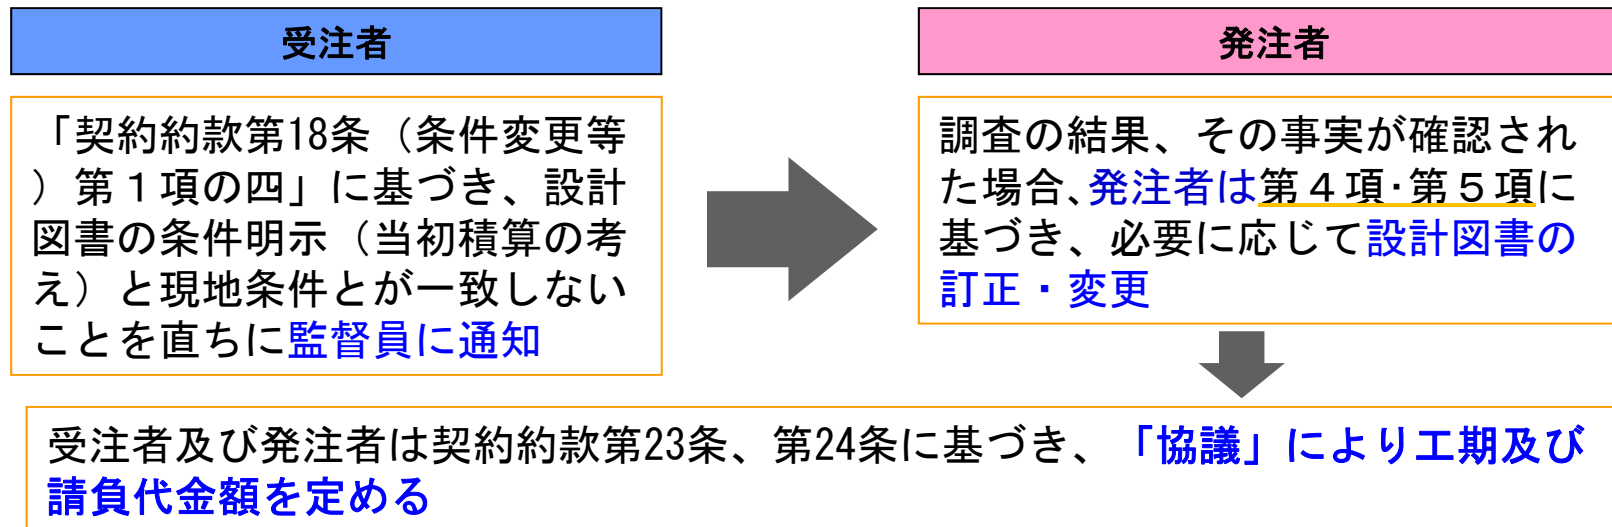 受注者
「契約約款第18条（条件変更等
）第１項の四」に基づき、設計
図書の条件明示（当初積算の考
え）と現地条件とが一致しない
ことを直ちに監督員に通知
発注者
調査の結果、その事実が確認され
た場合、発注者は第４項・第５項に
基づき、必要に応じて設計図書の
訂正・変更
受注者及び発注者は契約約款第23条、第24条に基づき、「協議」により工期及び
請負代金額を定める